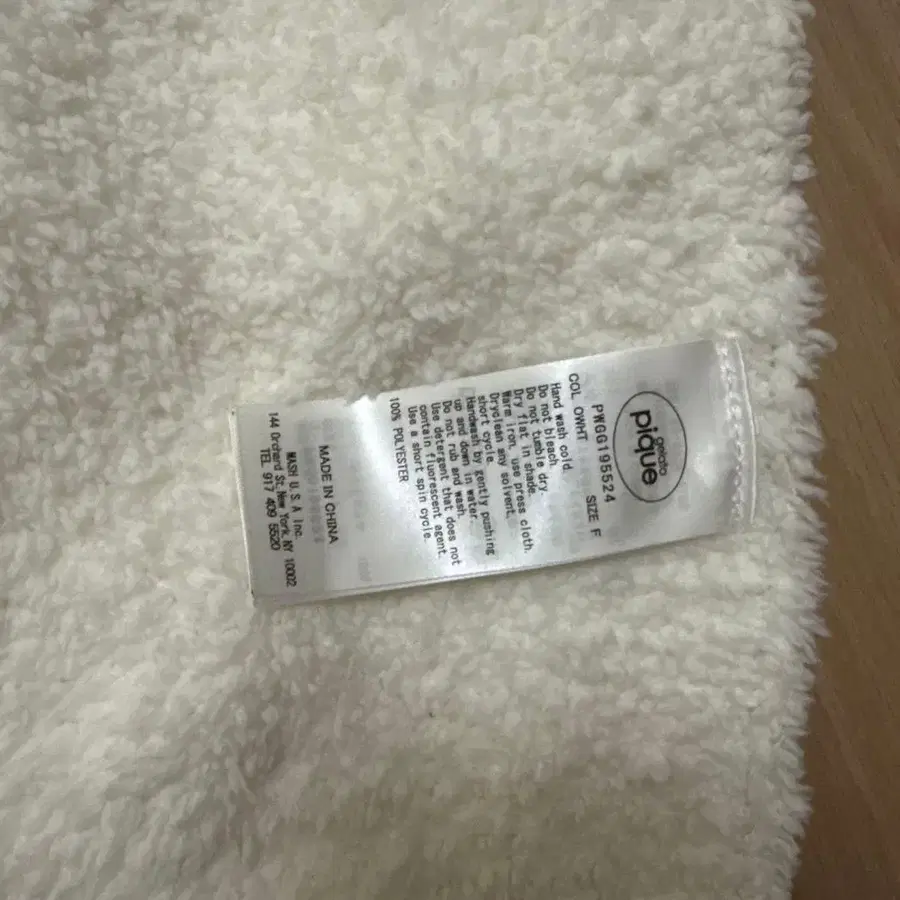 gelato
pique
PWGG195524
COL OWHT SIZE F
Hand wash cold.
Do not bleach.
Do not tumble dry.
Dry flat in shade.
Warm iron, use press cloth.
Dryclean any solvent.
short cycle.
Handwash by gently pushing
up and down in water.
Do not rub and wash.
Use detergent that does not
contain fluorescent agent.
Use a short spin cycle.
100% POLYESTER
MADE IN CHINA
MASH U.S.A Inc.
144 Orchard St.New York,NY 10002
TEL 917 409 5520